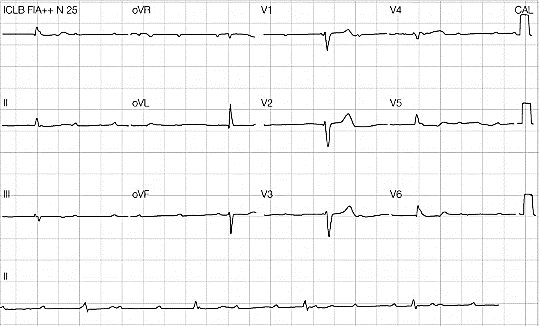 ICLB FIA++ N 25 aVR V1 V4 CAL
II aVL V2 V5
III aVF V3 V6
II